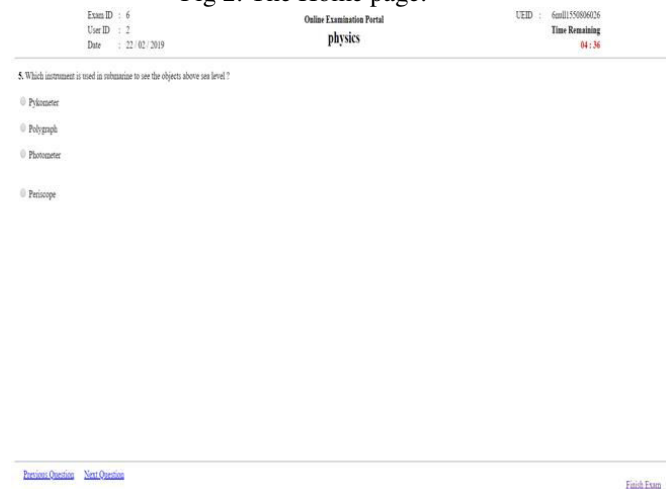 Fig 2: The Home page.
Exam ID : 6
User ID : 2
Date : 22 / 02 / 2019
Online Examination Portal
physics
UEID :
Time Remaining
04 : 36
5. Which instrument is used in submarine to see the objects above sea level ?
Pykometer
Polygraph
Photometer
Periscope
Previous Question Next Question
Finish Exam